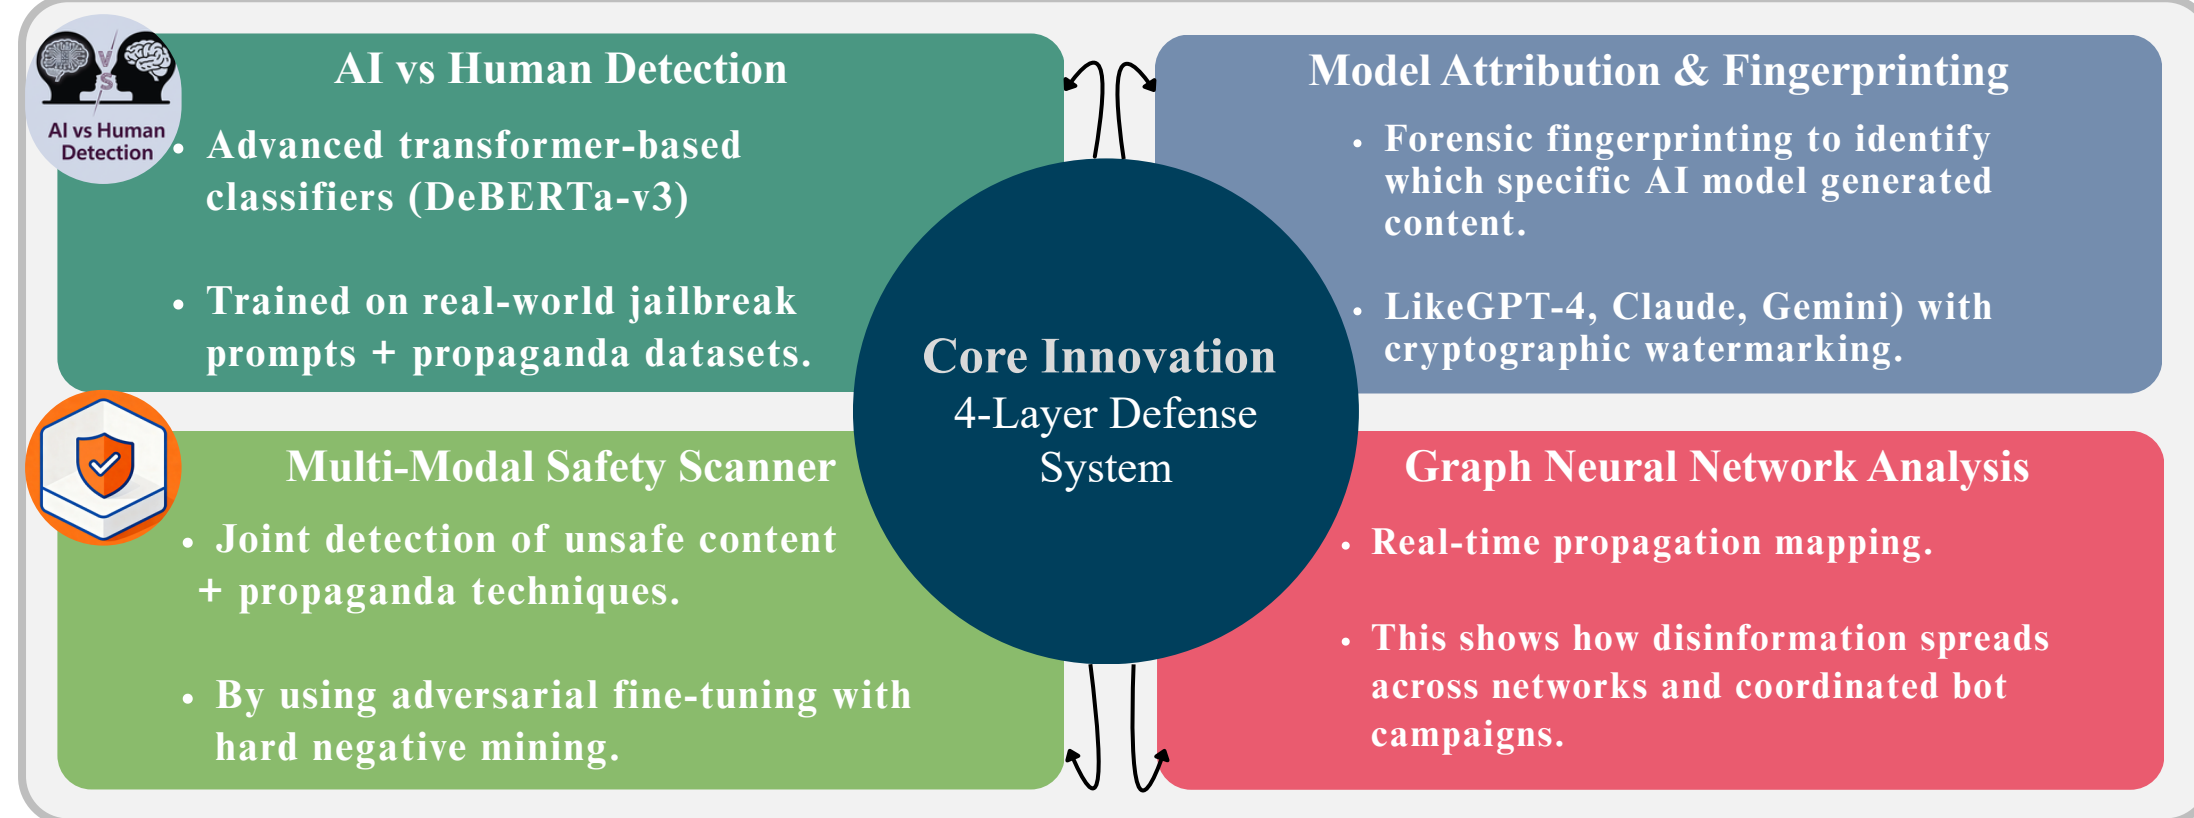 AI vs Human Detection
VS
AI vs Human
Detection
• Advanced transformer-based
classifiers (DeBERTa-v3)
• Trained on real-world jailbreak
prompts + propaganda datasets.
Model Attribution & Fingerprinting
• Forensic fingerprinting to identify
which specific AI model generated
content.
• LikeGPT-4, Claude, Gemini) with
cryptographic watermarking.
Core Innovation
4-Layer Defense
System
Multi-Modal Safety Scanner
• Joint detection of unsafe content
+ propaganda techniques.
• By using adversarial fine-tuning with
hard negative mining.
Graph Neural Network Analysis
• Real-time propagation mapping.
• This shows how disinformation spreads
across networks and coordinated bot
campaigns.